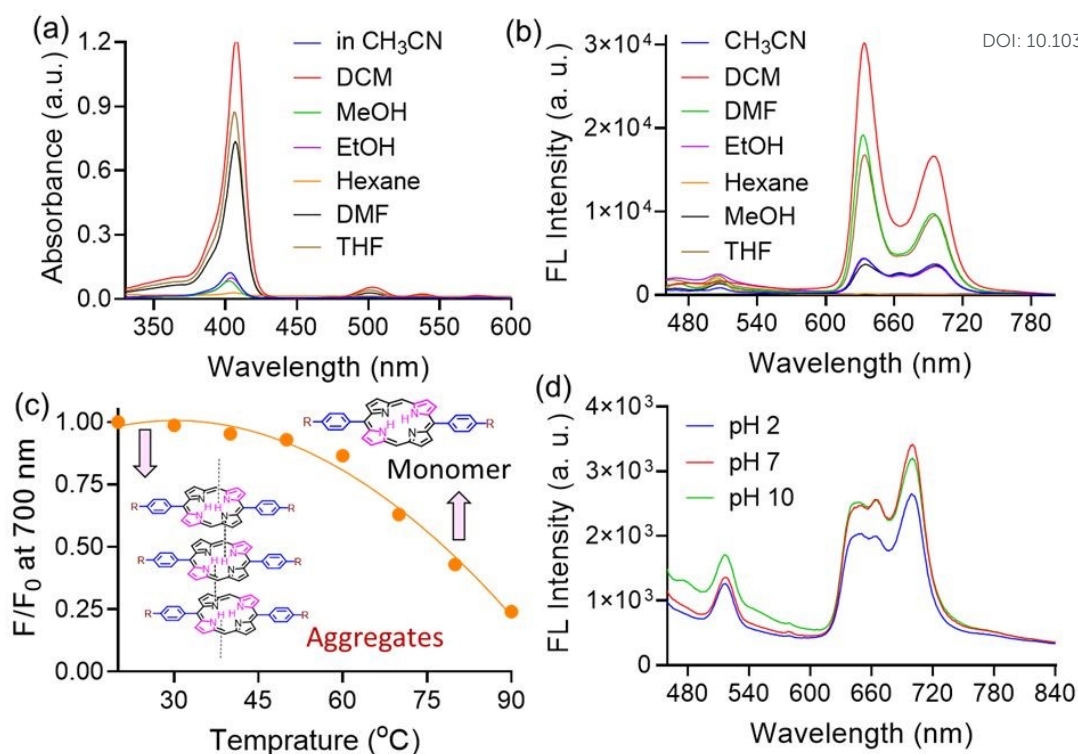 DOI: 10.103
(a)
1.2
0.9
0.6
0.3
0.0
Absorbance (a.u.)
350 400 450 500 550 600
Wavelength (nm)
in CH₃CN
DCM
MeOH
EtOH
Hexane
DMF
THF
(b)
3×10⁴
2×10⁴
1×10⁴
0
FL Intensity (a. u.)
480 540 600 660 720 780
Wavelength (nm)
CH₃CN
DCM
DMF
EtOH
Hexane
MeOH
THF
(c)
1.00
0.75
0.50
0.25
0.00
F/F₀ at 700 nm
30 45 60 75 90
Temprature (°C)
R N H H N N R
Monomer
R N H H N N R
R N H H N N R
R N H H N N R
Aggregates
(d)
4×10³
3×10³
2×10³
1×10³
0
FL Intensity (a. u.)
480 540 600 660 720 780 840
Wavelength (nm)
pH 2
pH 7
pH 10